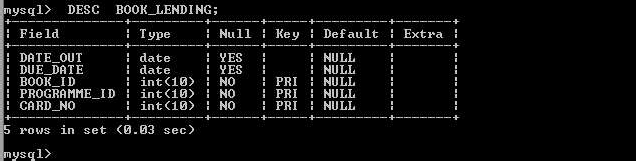 mysql> DESC BOOK_LENDING;
+--------------+---------+------+-----+---------+-------+
| Field        | Type    | Null | Key | Default | Extra |
+--------------+---------+------+-----+---------+-------+
| DATE_OUT     | date    | YES  |     | NULL    |       |
| DUE_DATE     | date    | YES  |     | NULL    |       |
| BOOK_ID      | int(10) | NO   | PRI | NULL    |       |
| PROGRAMME_ID | int(10) | NO   | PRI | NULL    |       |
| CARD_NO      | int(10) | NO   | PRI | NULL    |       |
+--------------+---------+------+-----+---------+-------+
5 rows in set (0.03 sec)
mysql>